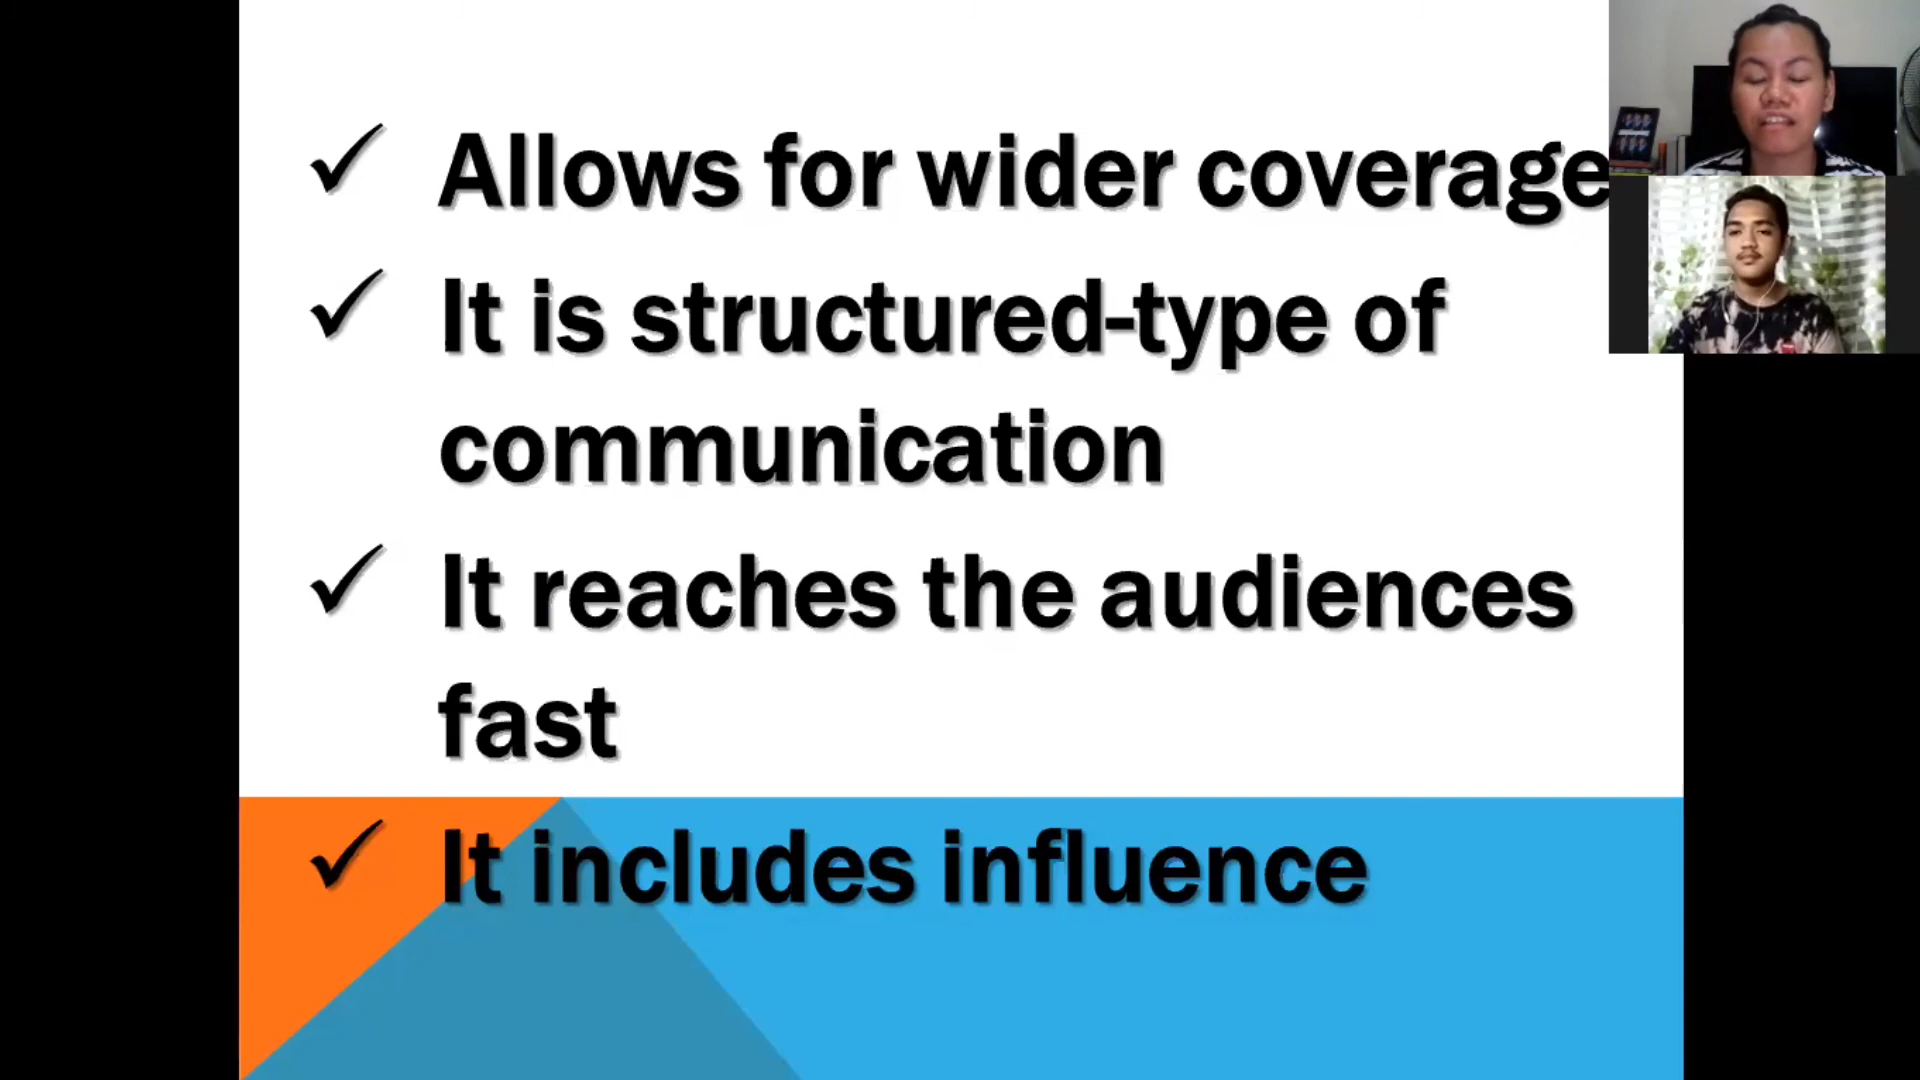 ✓ Allows for wider coverage
✓ It is structured-type of
communication
✓ It reaches the audiences
fast
✓ It includes influence